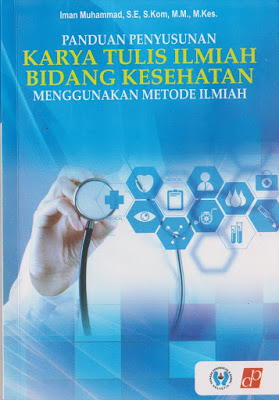 Iman Muhammad, S.E, S.Kom, M.M., M.Kes.
PANDUAN PENYUSUNAN
KARYA TULIS ILMIAH
BIDANG KESEHATAN
MENGGUNAKAN METODE ILMIAH